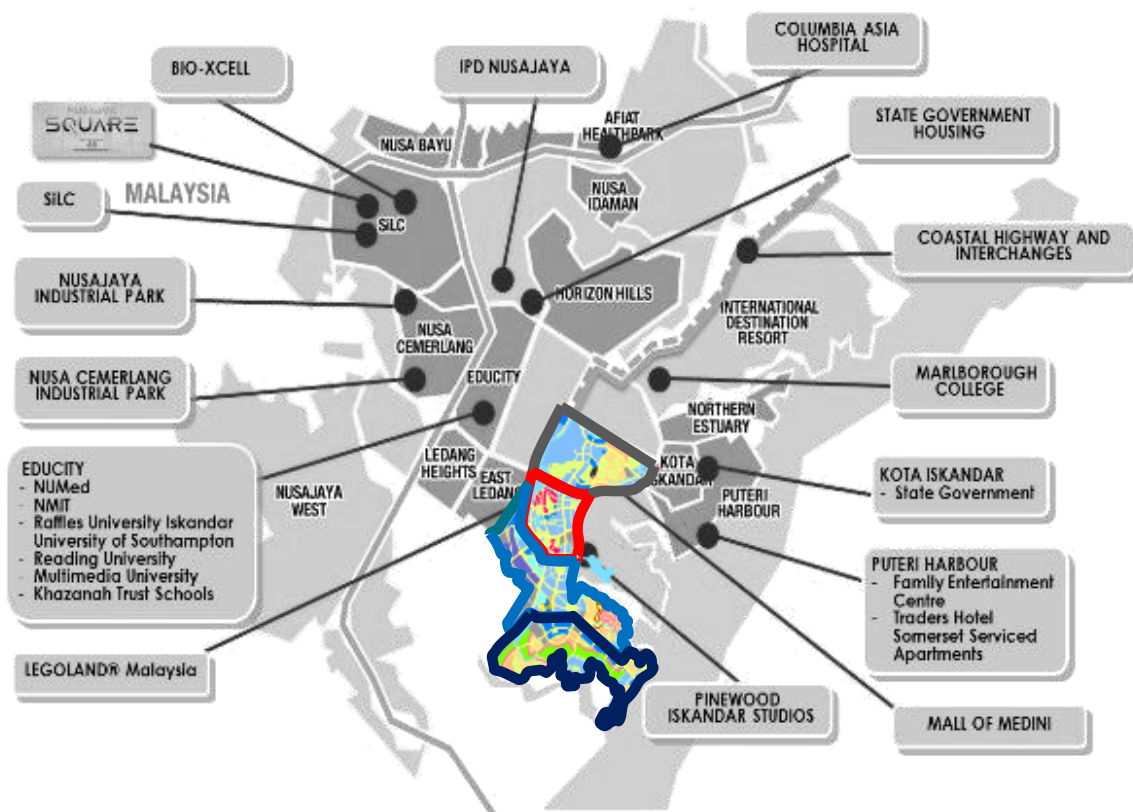 COLUMBIA ASIA
HOSPITAL
BIO-XCELL
IPD NUSAJAYA
SQUARE
AFIAT
HEALTHPARK
STATE GOVERNMENT
HOUSING
NUSA BAYU
MALAYSIA
NUSA
IDAMAN
SiLC
SiLC
COASTAL HIGHWAY AND
INTERCHANGES
NUSAJAYA
INDUSTRIAL PARK
HORIZON HILLS
INTERNATIONAL
DESTINATION
RESORT
NUSA
CEMERLANG
NUSA CEMERLANG
INDUSTRIAL PARK
EDUCITY
MARLBOROUGH
COLLEGE
NORTHERN
ESTUARY
LEDANG
HEIGHTS
EAST
LEDANG
KOTA
ISKANDAR
KOTA ISKANDAR
- State Government
EDUCITY
- NUMed
- NMIT
- Raffles University Iskandar
University of Southampton
- Reading University
- Multimedia University
- Khazanah Trust Schools
NUSAJAYA
WEST
PUTERI
HARBOUR
PUTERI HARBOUR
- Family Entertainment
Centre
- Traders Hotel
Somerset Serviced
Apartments
LEGOLAND® Malaysia
PINEWOOD
ISKANDAR STUDIOS
MALL OF MEDINI